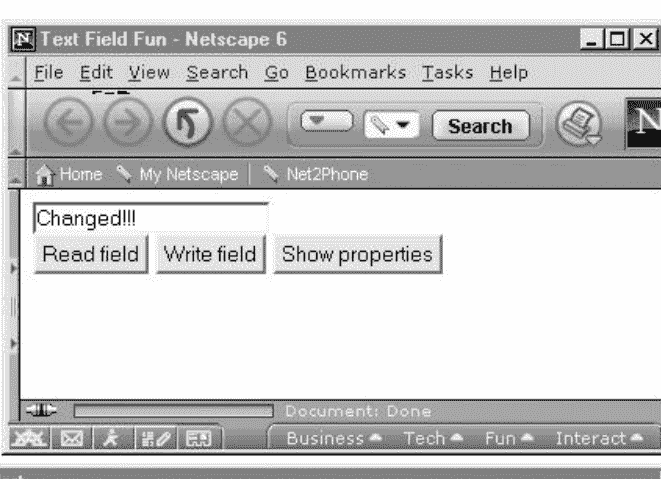 N Text Field Fun - Netscape 6
File Edit View Search Go Bookmarks Tasks Help
Search N
Home My Netscape Net2Phone
Changed!!!
Read field Write field Show properties
Document: Done
Business Tech Fun Interact